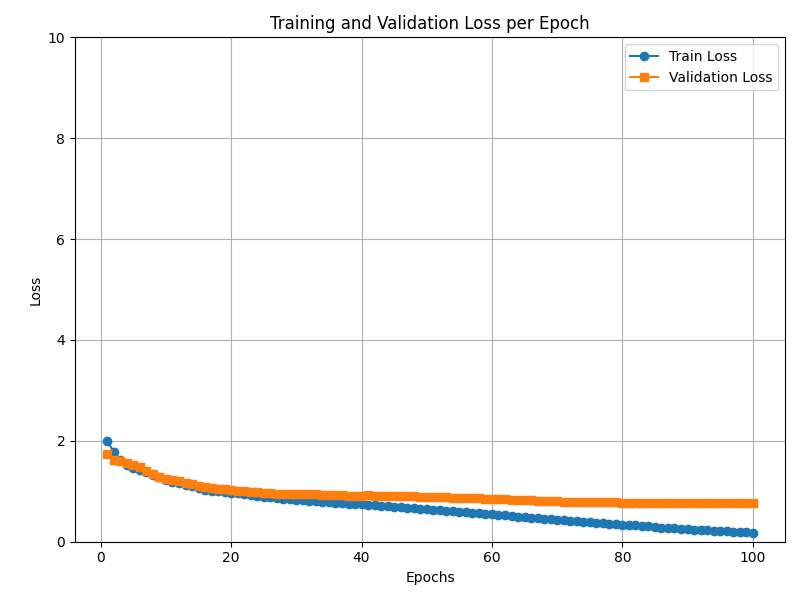 Training and Validation Loss per Epoch
Train Loss
Validation Loss
10
8
6
4
2
0
Loss
0 20 40 60 80 100
Epochs